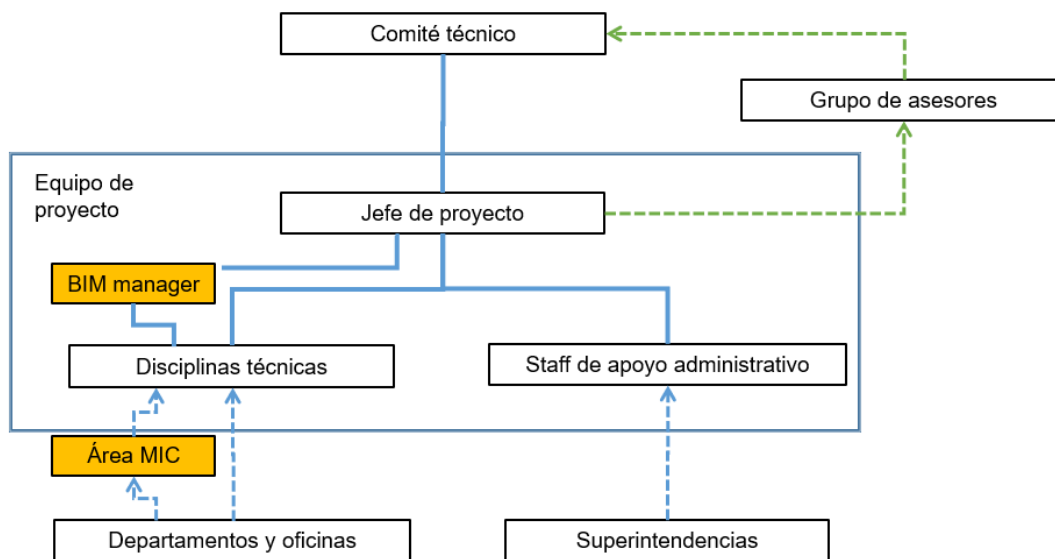 Comité técnico
Grupo de asesores
Equipo de
proyecto
Jefe de proyecto
BIM manager
Disciplinas técnicas
Staff de apoyo administrativo
Área MIC
Departamentos y oficinas
Superintendencias